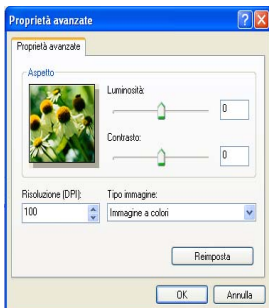 Proprietà avanzate
Proprietà avanzate
Aspetto
Luminosità:
0
Contrasto:
0
Risoluzione (DPI): Tipo immagine:
100 Immagine a colori
Reimposta
OK Annulla